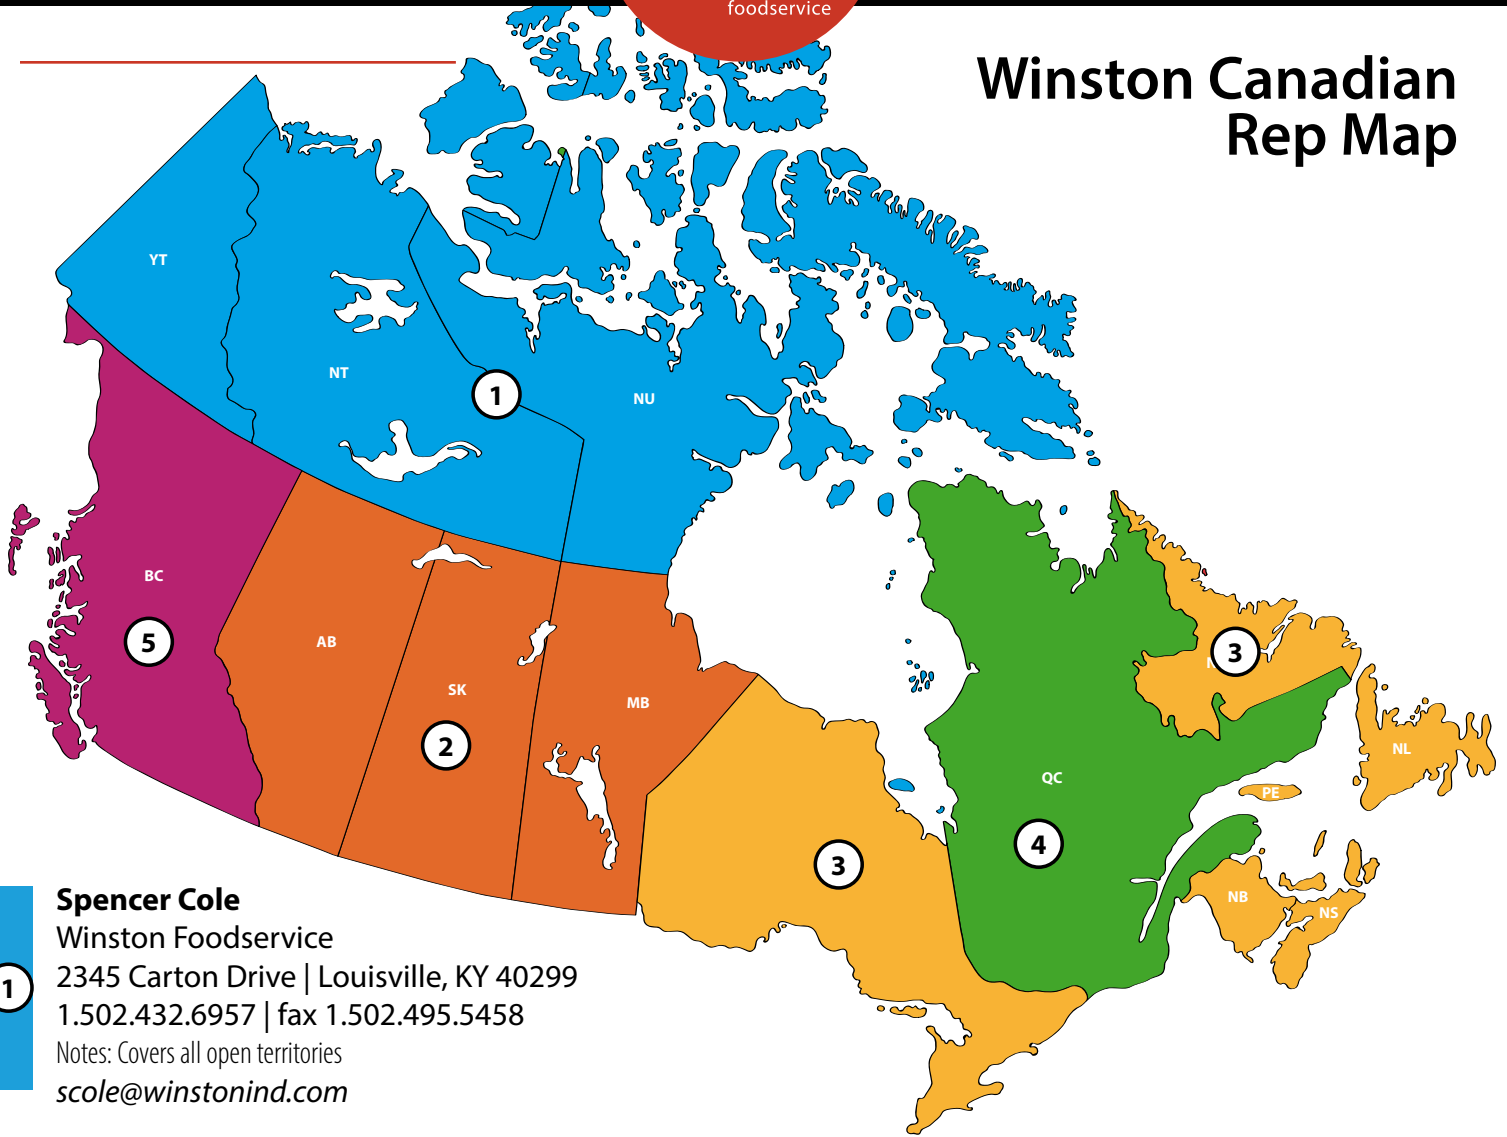 foodservice
Winston Canadian
Rep Map
YT
NT
1
NU
BC
5
AB
SK
2
MB
3
NL
QC
PE
4
3
NB
NS
Spencer Cole
Winston Foodservice
1
2345 Carton Drive | Louisville, KY 40299
1.502.432.6957 | fax 1.502.495.5458
Notes: Covers all open territories
scole@winstonind.com